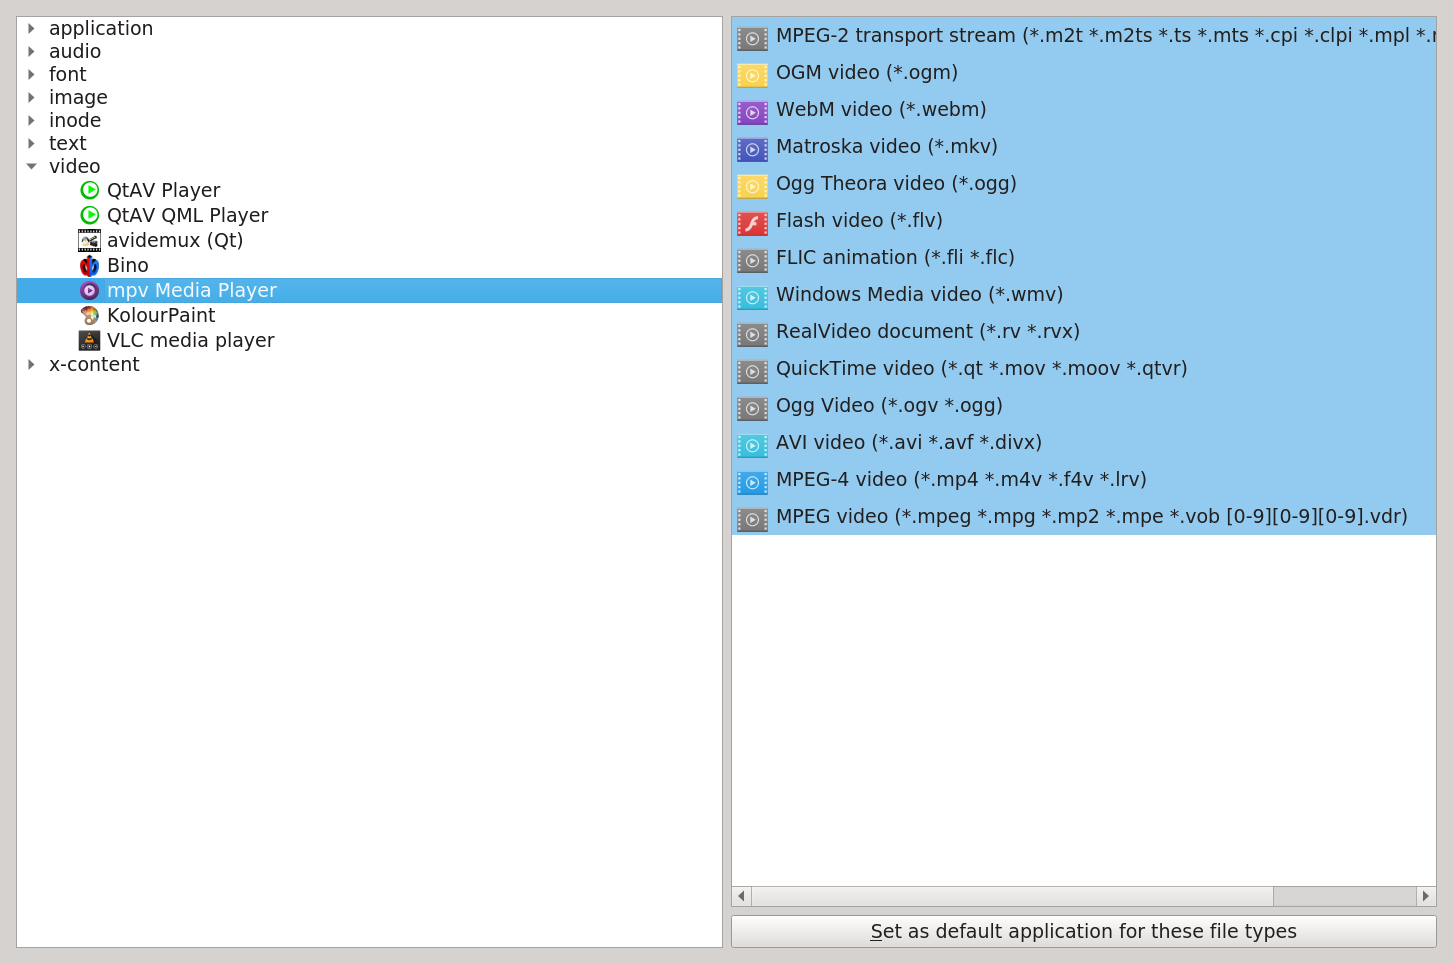 application
audio
font
image
inode
text
video
QtAV Player
QtAV QML Player
avidemux (Qt)
Bino
mpv Media Player
KolourPaint
VLC media player
x-content
MPEG-2 transport stream (*.m2t *.m2ts *.ts *.mts *.cpi *.clpi *.mpl
OGM video (*.ogm)
WebM video (*.webm)
Matroska video (*.mkv)
Ogg Theora video (*.ogg)
Flash video (*.flv)
FLIC animation (*.fli *.flc)
Windows Media video (*.wmv)
RealVideo document (*.rv *.rvx)
QuickTime video (*.qt *.mov *.moov *.qtvr)
Ogg Video (*.ogv *.ogg)
AVI video (*.avi *.avf *.divx)
MPEG-4 video (*.mp4 *.m4v *.f4v *.lrv)
MPEG video (*.mpeg *.mpg *.mp2 *.mpe *.vob [0-9][0-9][0-9].vdr)
Set as default application for these file types